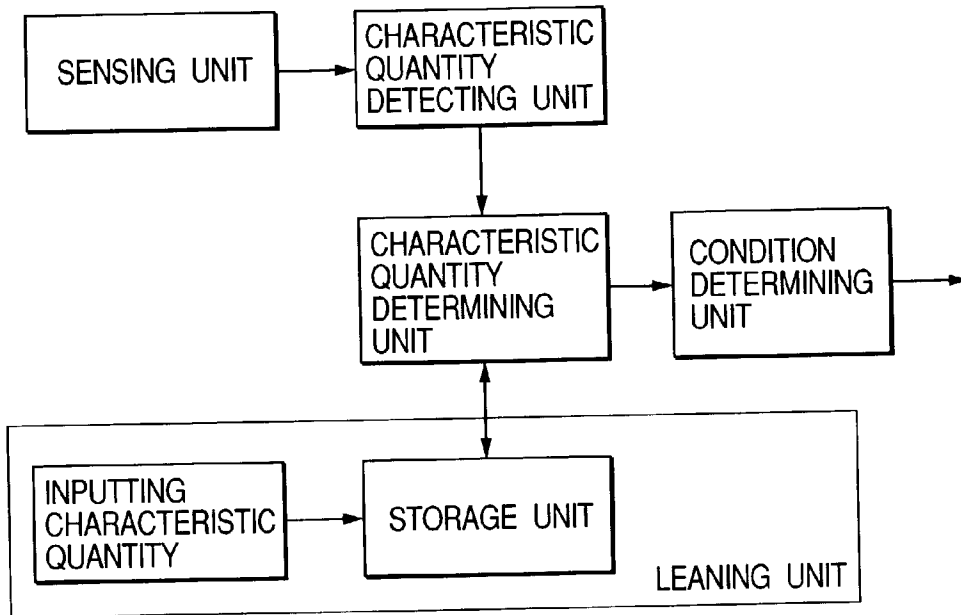 SENSING UNIT
CHARACTERISTIC
QUANTITY
DETECTING UNIT
CHARACTERISTIC
QUANTITY
DETERMINING
UNIT
CONDITION
DETERMINING
UNIT
INPUTTING
CHARACTERISTIC
QUANTITY
STORAGE UNIT
LEANING UNIT